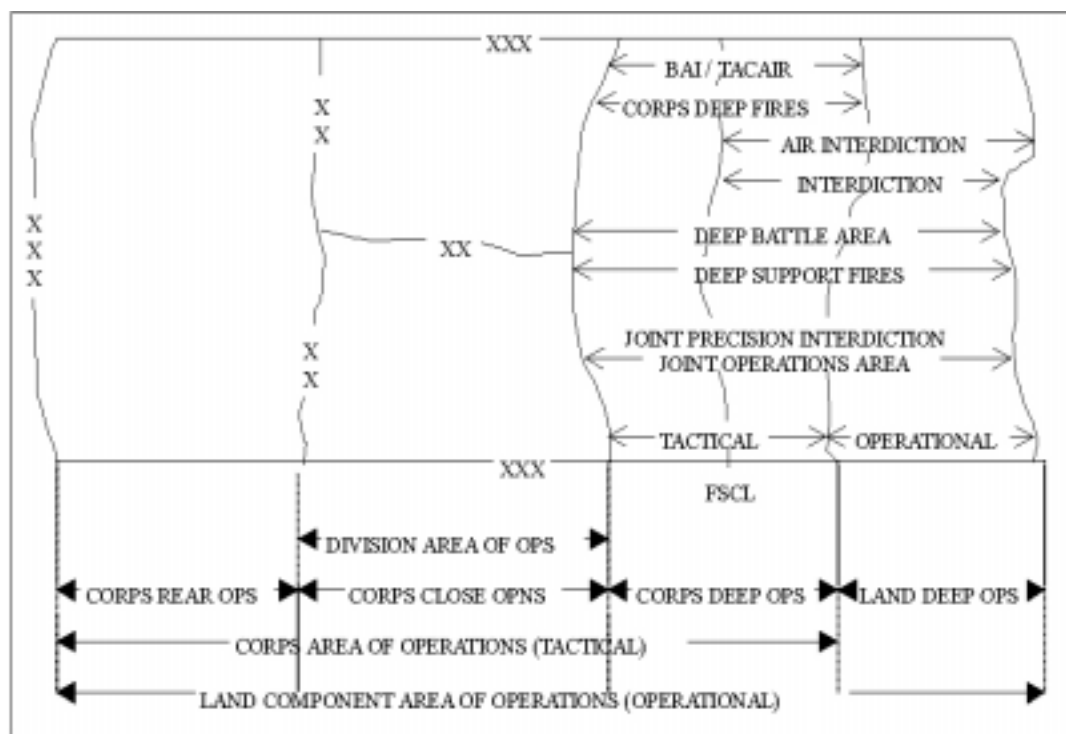 XXX
BAI / TACAIR
X
X
CORPS DEEP FIRES
AIR INTERDICTION
INTERDICTION
X
X
X
XX
DEEP BATTLE AREA
DEEP SUPPORT FIRES
X
X
JOINT PRECISION INTERDICTION
JOINT OPERATIONS AREA
TACTICAL
OPERATIONAL
XXX
FSCL
DIVISION AREA OF OPS
CORPS REAR OPS
CORPS CLOSE OPNS
CORPS DEEP OPS
LAND DEEP OPS
CORPS AREA OF OPERATIONS (TACTICAL)
LAND COMPONENT AREA OF OPERATIONS (OPERATIONAL)